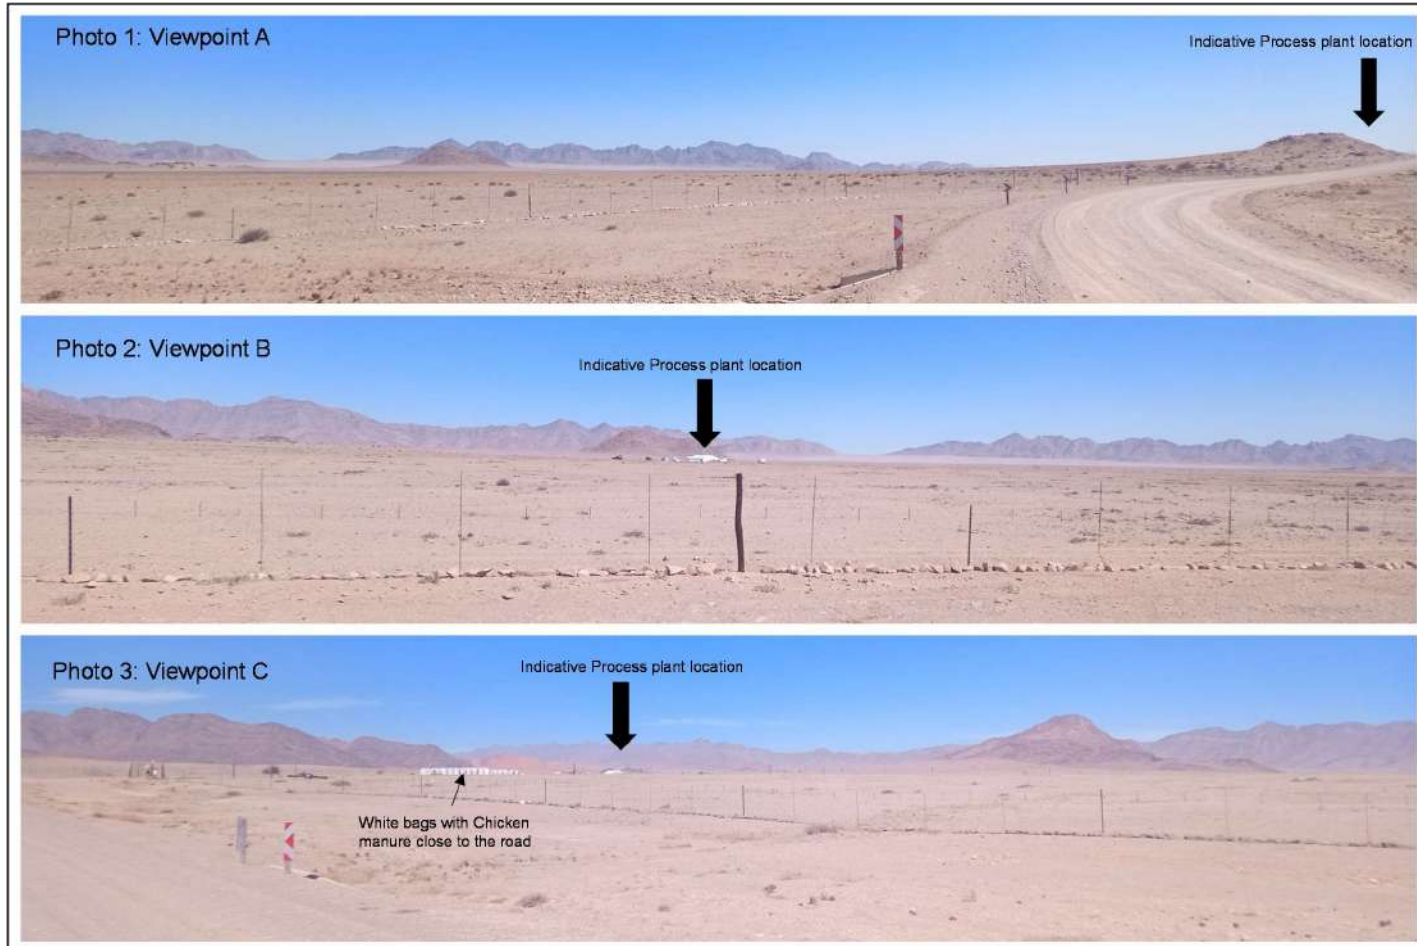 Photo 1: Viewpoint A
Indicative Process plant location
Photo 2: Viewpoint B
Indicative Process plant location
Photo 3: Viewpoint C
Indicative Process plant location
White bags with Chicken
manure close to the road